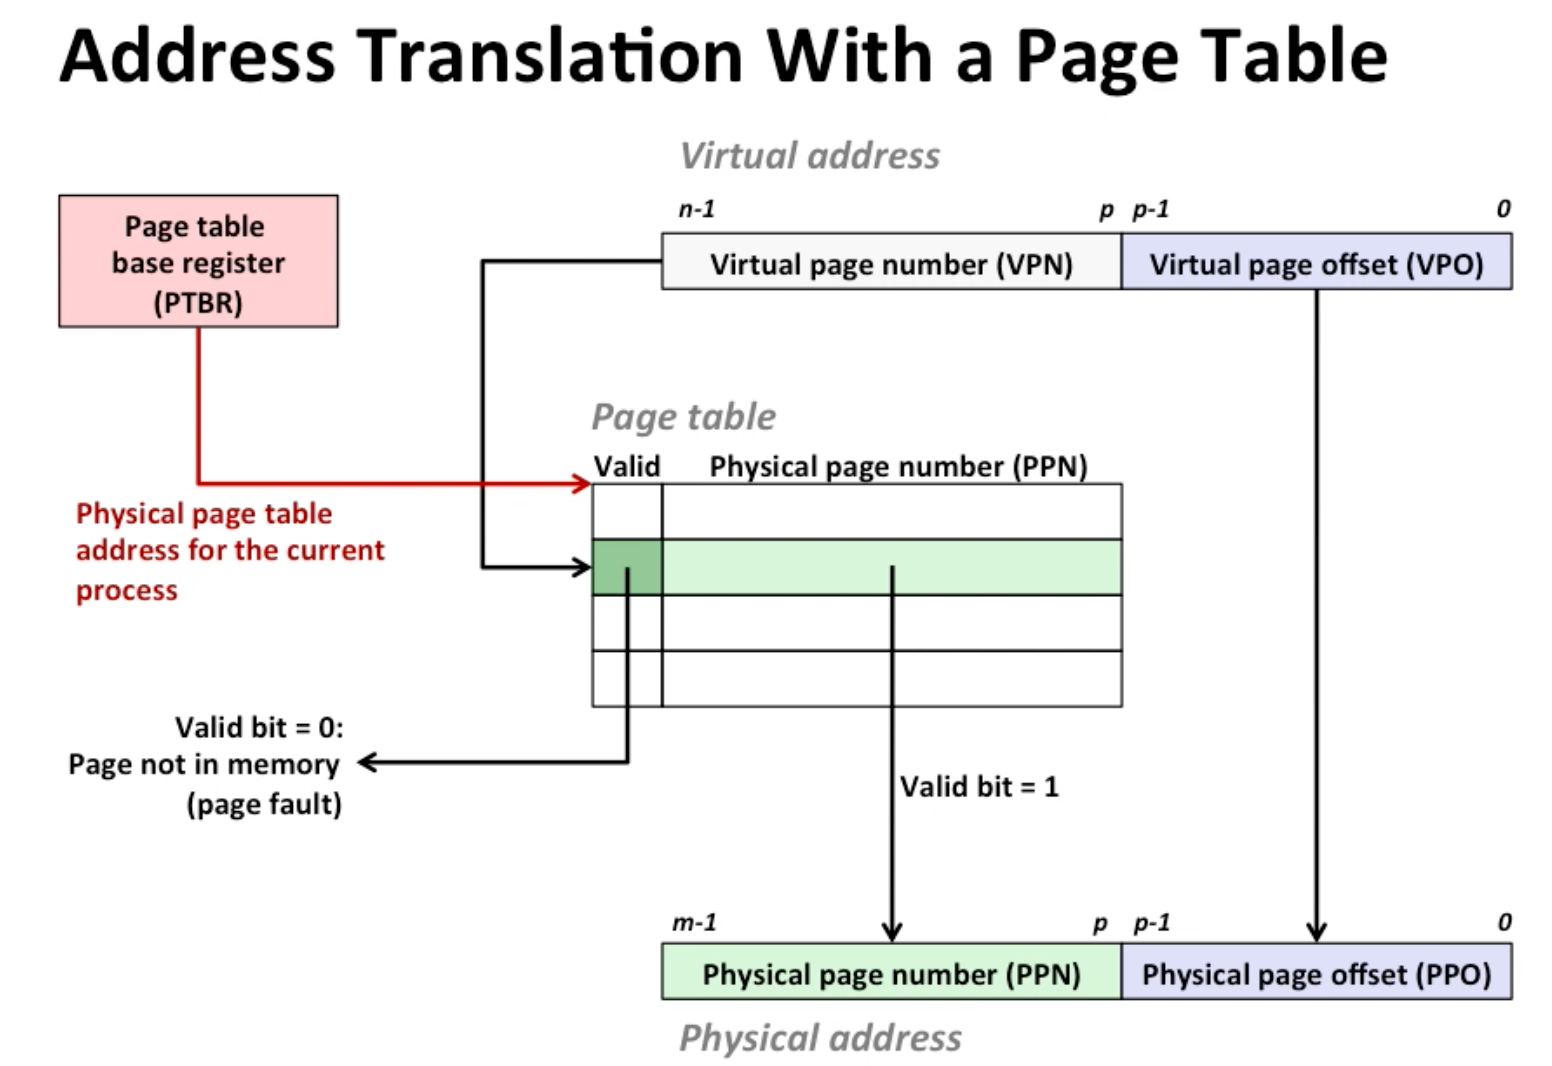 Address Translation With a Page Table
Virtual address
n-1 p p-1 0
Page table
base register
(PTBR)
Virtual page number (VPN) Virtual page offset (VPO)
Page table
Valid Physical page number (PPN)
Physical page table
address for the current
process
Valid bit = 0:
Page not in memory
(page fault)
Valid bit = 1
m-1 p p-1 0
Physical page number (PPN) Physical page offset (PPO)
Physical address